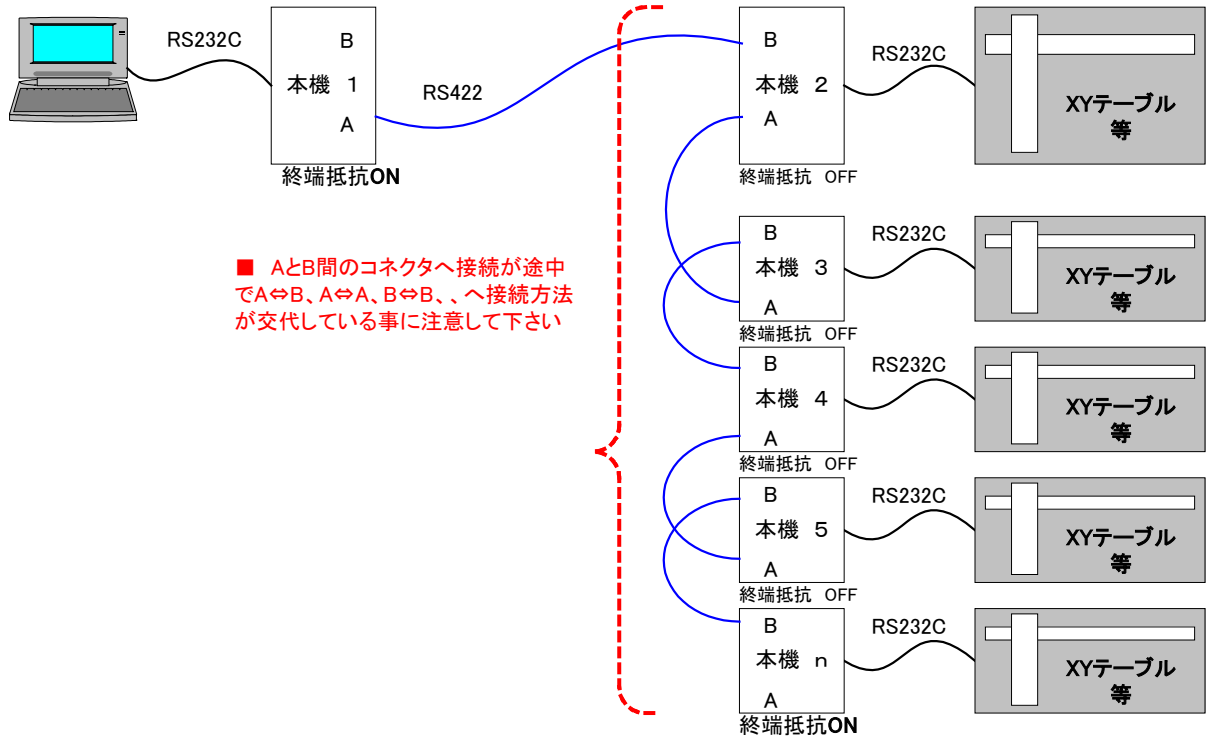 RS232C
B
本機 1
A
終端抵抗ON
RS422
■ AとB間のコネクタへ接続が途中
でA⇔B、A⇔A、B⇔B、、へ接続方法
が交代している事に注意して下さい
B
本機 2
A
終端抵抗 OFF
RS232C
XYテーブル
等
B
本機 3
A
終端抵抗 OFF
RS232C
XYテーブル
等
B
本機 4
A
終端抵抗 OFF
RS232C
XYテーブル
等
B
本機 5
A
終端抵抗 OFF
RS232C
XYテーブル
等
B
本機 n
A
終端抵抗ON
RS232C
XYテーブル
等